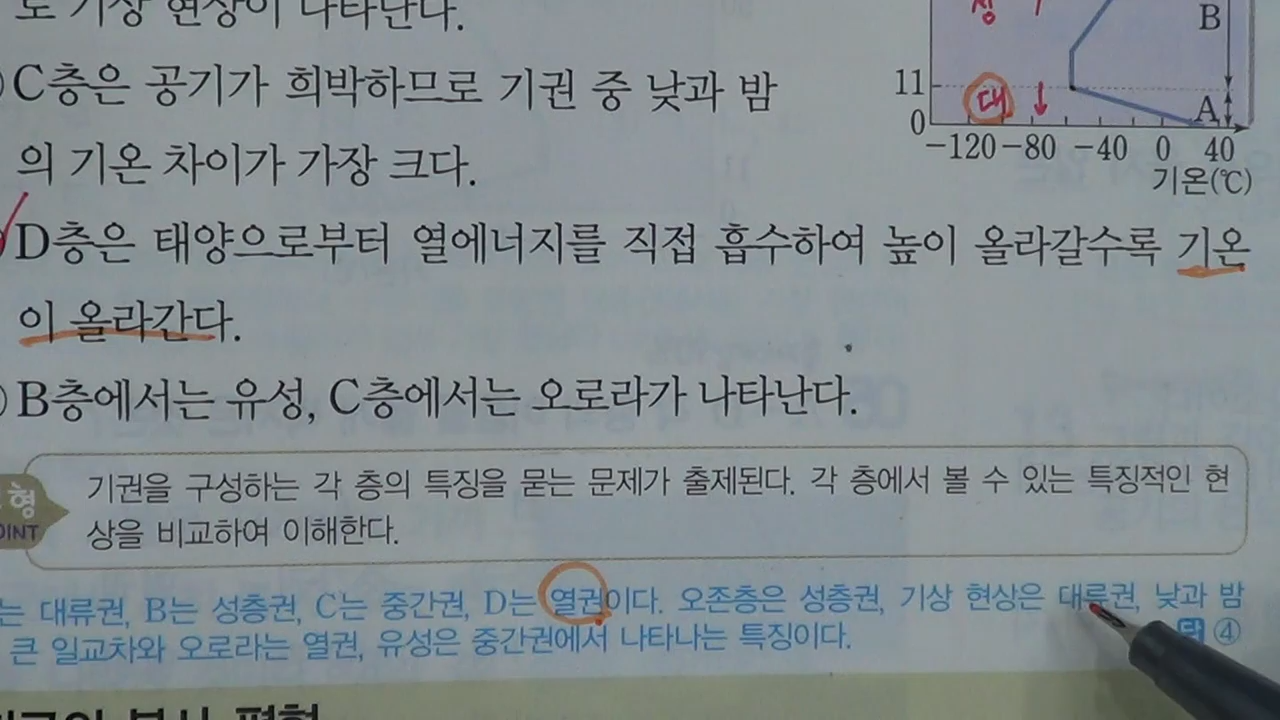 도 기상 현상이 나타난다.
C층은 공기가 희박하므로 기권 중 낮과 밤
의 기온 차이가 가장 크다.
D층은 태양으로부터 열에너지를 직접 흡수하여 높이 올라갈수록 기온
이 올라간다.
B층에서는 유성, C층에서는 오로라가 나타난다.
성
B
11
대
A
0
-120 -80 -40 0 40
기온(℃)
형
OINT
기권을 구성하는 각 층의 특징을 묻는 문제가 출제된다. 각 층에서 볼 수 있는 특징적인 현
상을 비교하여 이해한다.
는 대류권, B는 성층권, C는 중간권, D는 열권이다. 오존층은 성층권, 기상 현상은 대류권, 낮과 밤
큰 일교차와 오로라는 열권, 유성은 중간권에서 나타나는 특징이다.
답 ④
복사 평형